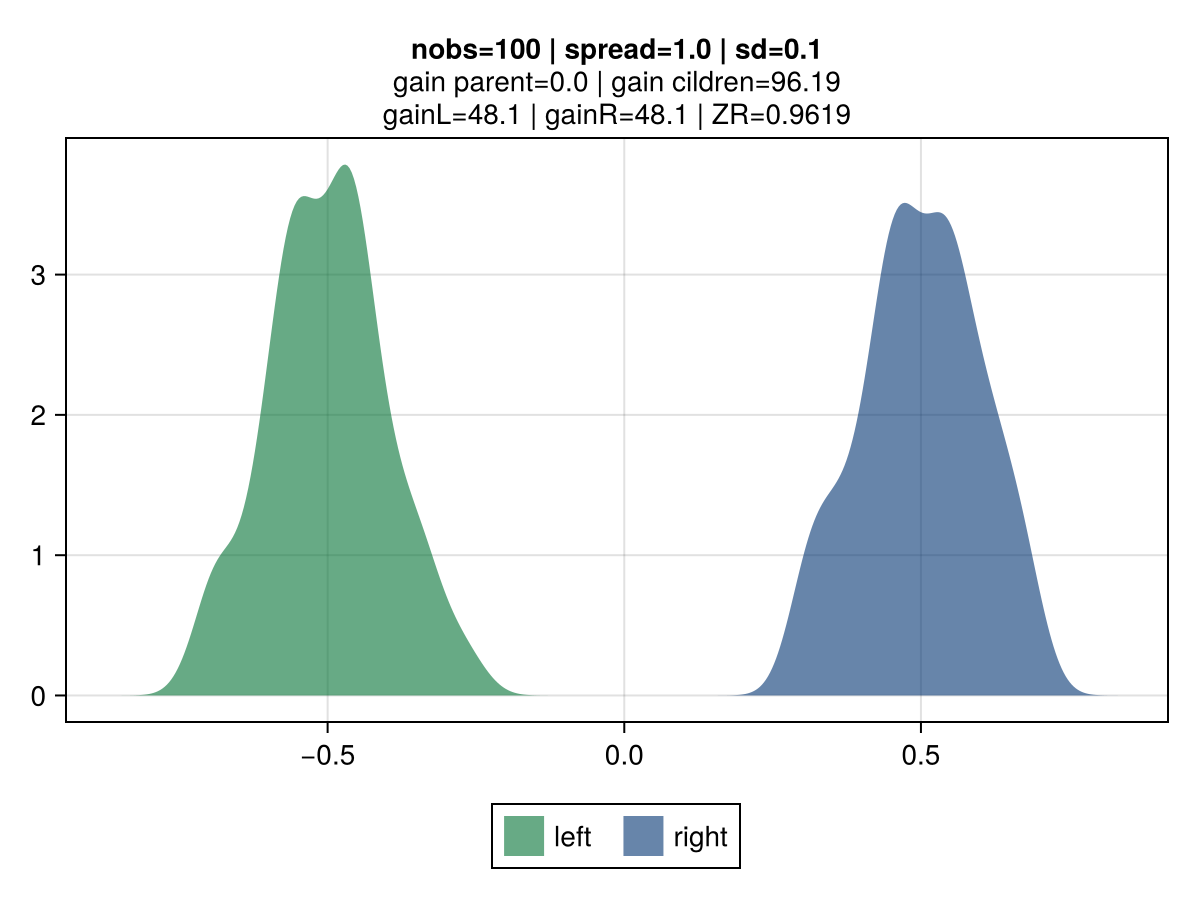 nobs=100 | spread=1.0 | sd=0.1
gain parent=0.0 | gain cildren=96.19
gainL=48.1 | gainR=48.1 | ZR=0.9619
3
2
1
0
−0.5 0.0 0.5
left right